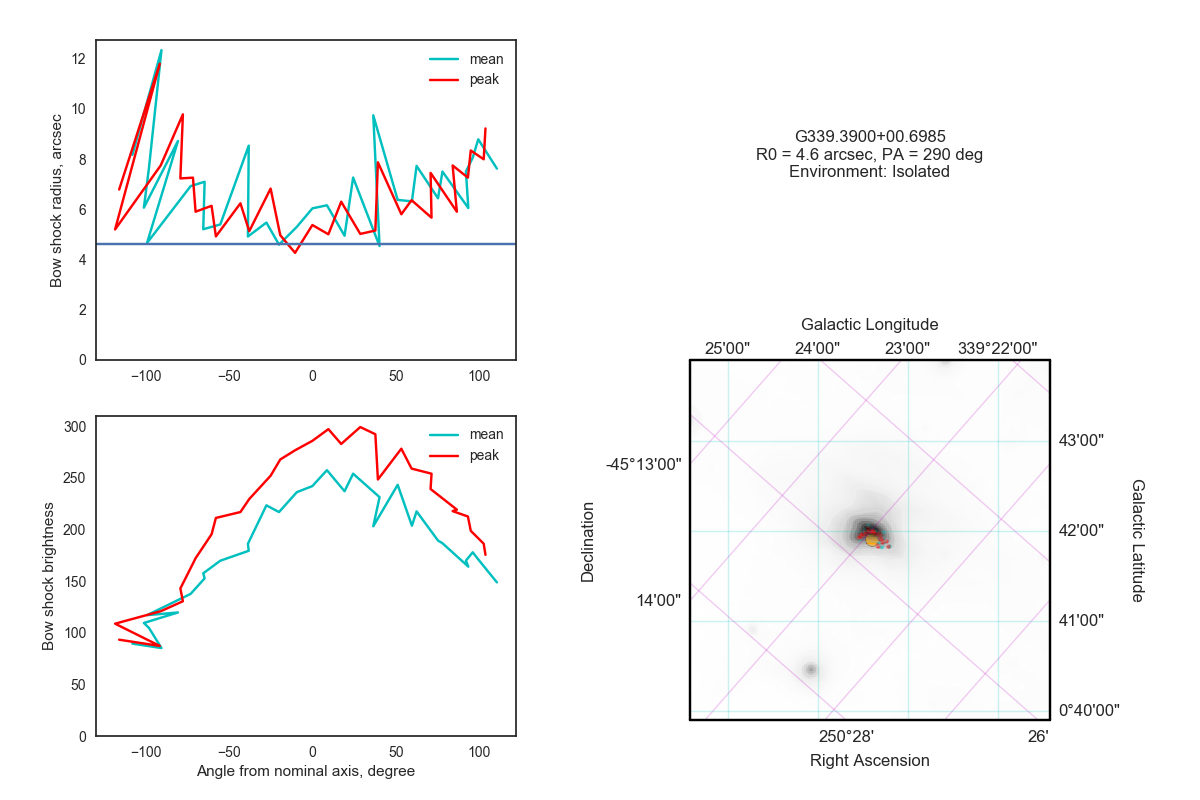 12
10
8
6
4
2
0
Bow shock radius, arcsec
mean
peak
−100
−50
0
50
100
300
250
200
150
100
50
0
Bow shock brightness
mean
peak
−100
−50
0
50
100
Angle from nominal axis, degree
G339.3900+00.6985
R0 = 4.6 arcsec, PA = 290 deg
Environment: Isolated
Galactic Longitude
25'00" 24'00" 23'00" 339°22'00"
-45°13'00"
14'00"
Declination
43'00"
42'00"
41'00"
0°40'00"
Galactic Latitude
250°28' 26'
Right Ascension